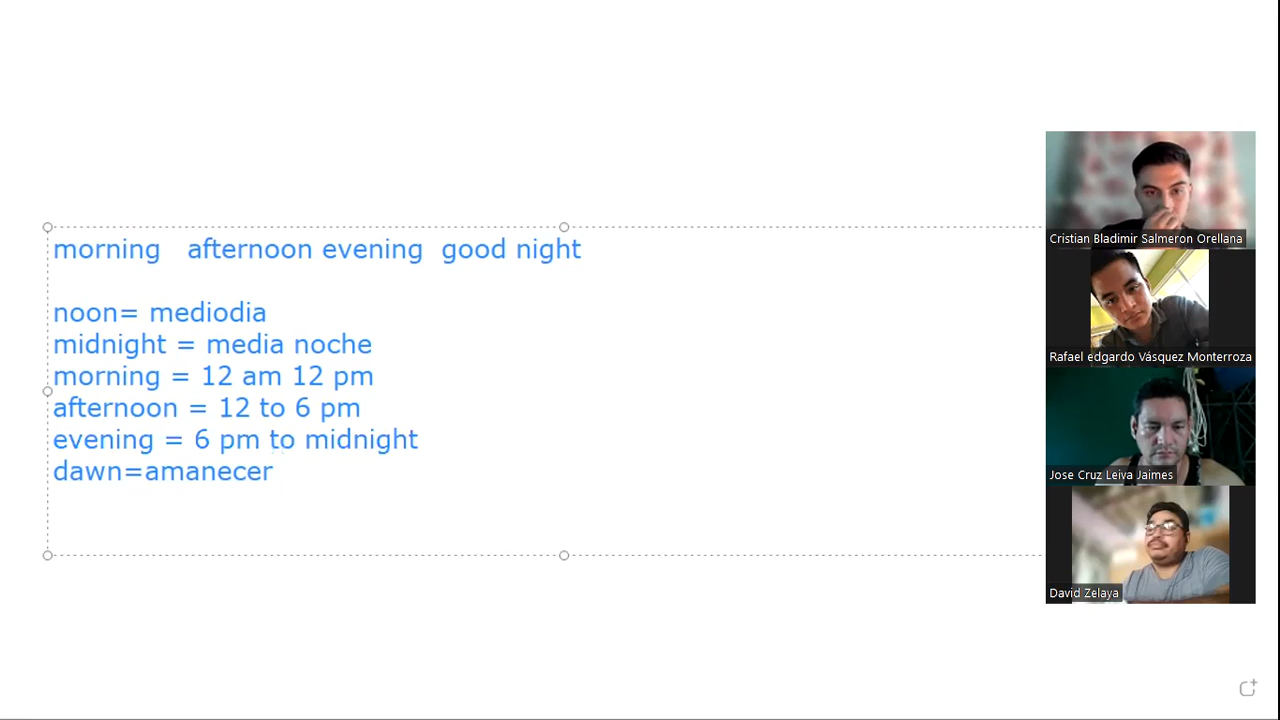 morning   afternoon evening  good night
noon= mediodia
midnight = media noche
morning = 12 am 12 pm
afternoon = 12 to 6 pm
evening = 6 pm to midnight
dawn=amanecer
Cristian Bladimir Salmeron Orellana
Rafael edgardo Vásquez Monterroza
Jose Cruz Leiva Jaimes
David Zelaya